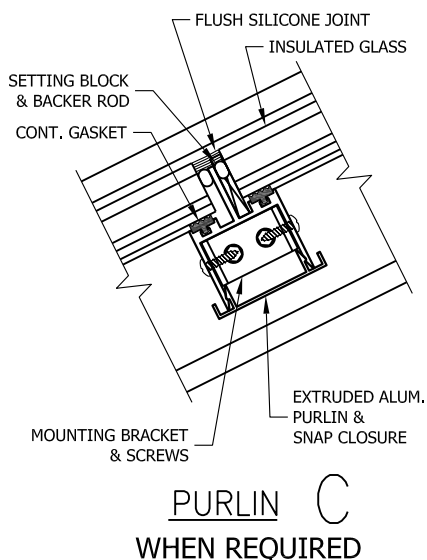 FLUSH SILICONE JOINT
INSULATED GLASS
SETTING BLOCK
& BACKER ROD
CONT. GASKET
EXTRUDED ALUM.
PURLIN &
SNAP CLOSURE
MOUNTING BRACKET
& SCREWS
PURLIN C
WHEN REQUIRED